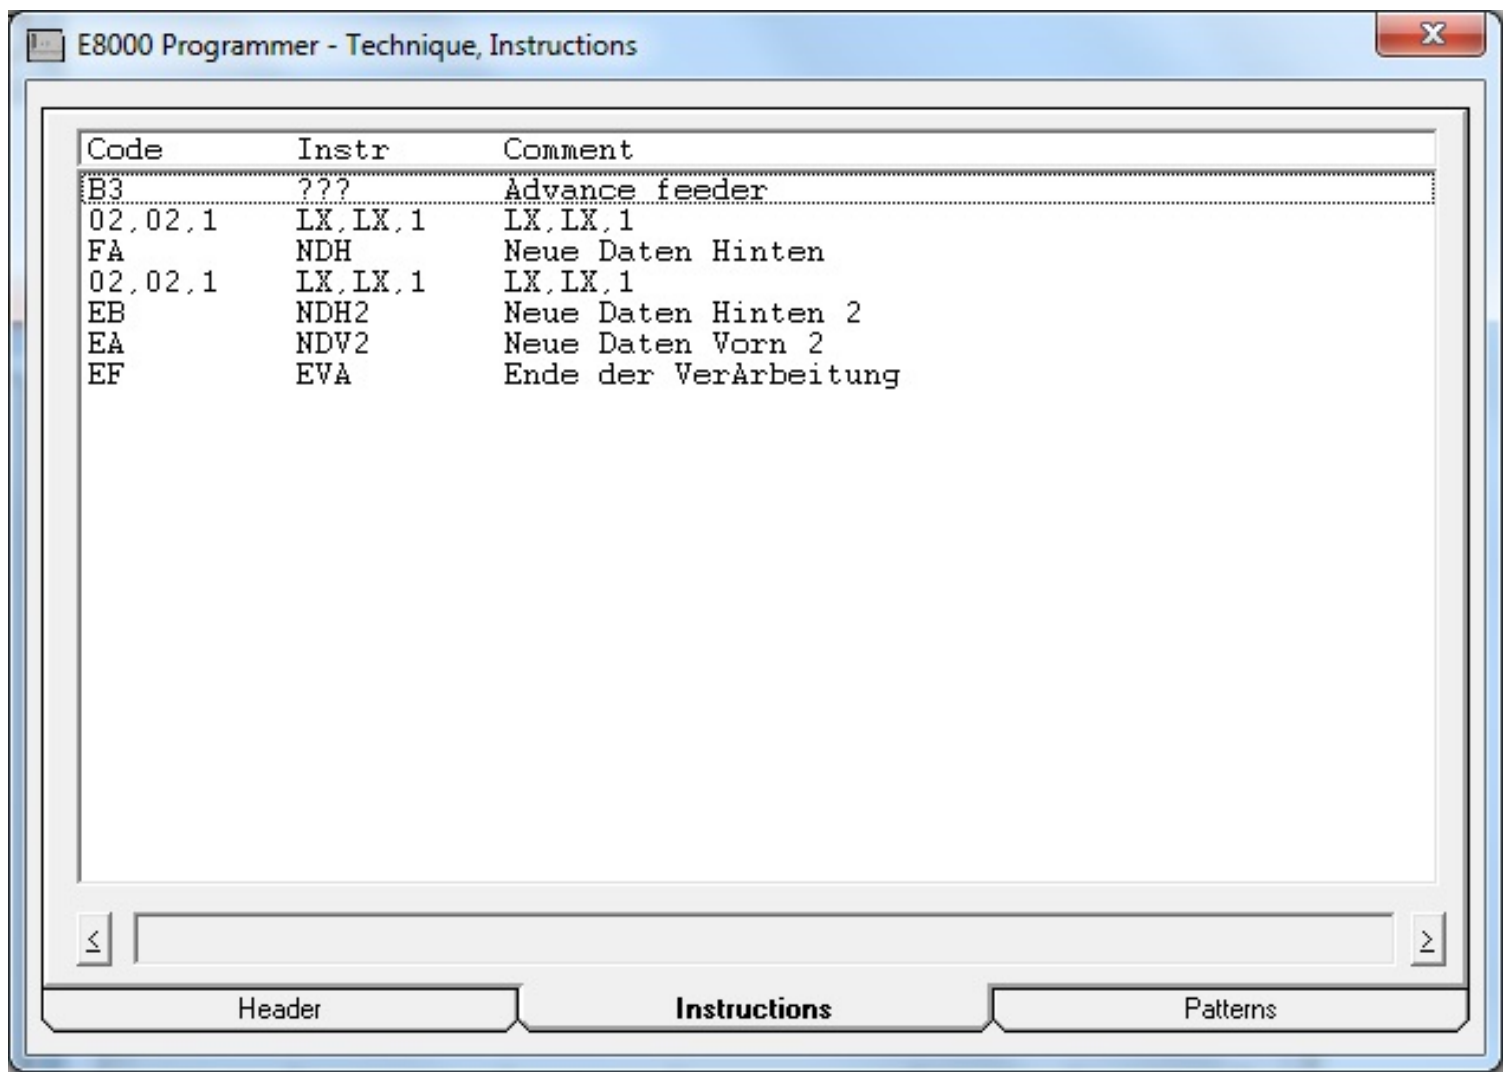 E8000 Programmer - Technique, Instructions
Code Instr Comment
B3 ??? Advance feeder
02,02,1 LX,LX,1 LX,LX,1
FA NDH Neue Daten Hinten
02,02,1 LX,LX,1 LX,LX,1
EB NDH2 Neue Daten Hinten 2
EA NDV2 Neue Daten Vorn 2
EF EVA Ende der VerArbeitung
< >
Header Instructions Patterns